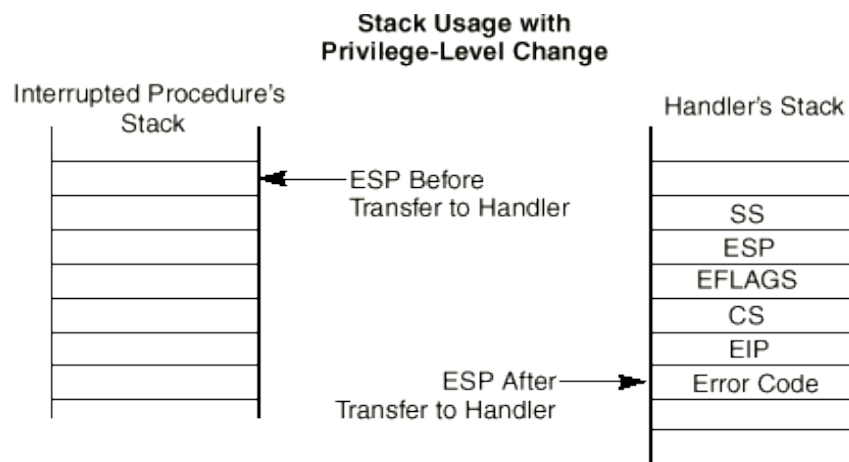 Stack Usage with
Privilege-Level Change
Interrupted Procedure's
Stack
Handler's Stack
ESP Before
Transfer to Handler
SS
ESP
EFLAGS
CS
EIP
ESP After
Transfer to Handler
Error Code